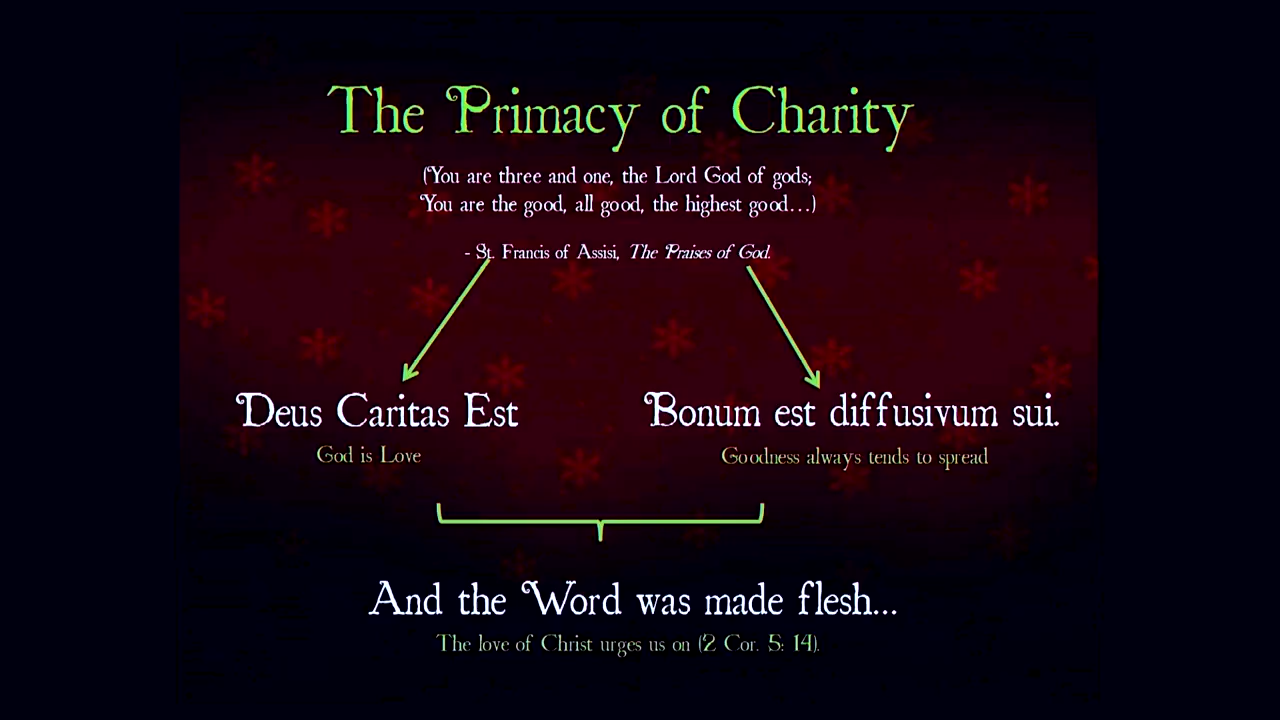 The Primacy of Charity
(You are three and one, the Lord God of gods;
You are the good, all good, the highest good...)
- St. Francis of Assisi, The Praises of God.
Deus Caritas Est
Bonum est diffusivum sui.
God is Love
Goodness always tends to spread
And the Word was made flesh...
The love of Christ urges us on (2 Cor. 5: 14).